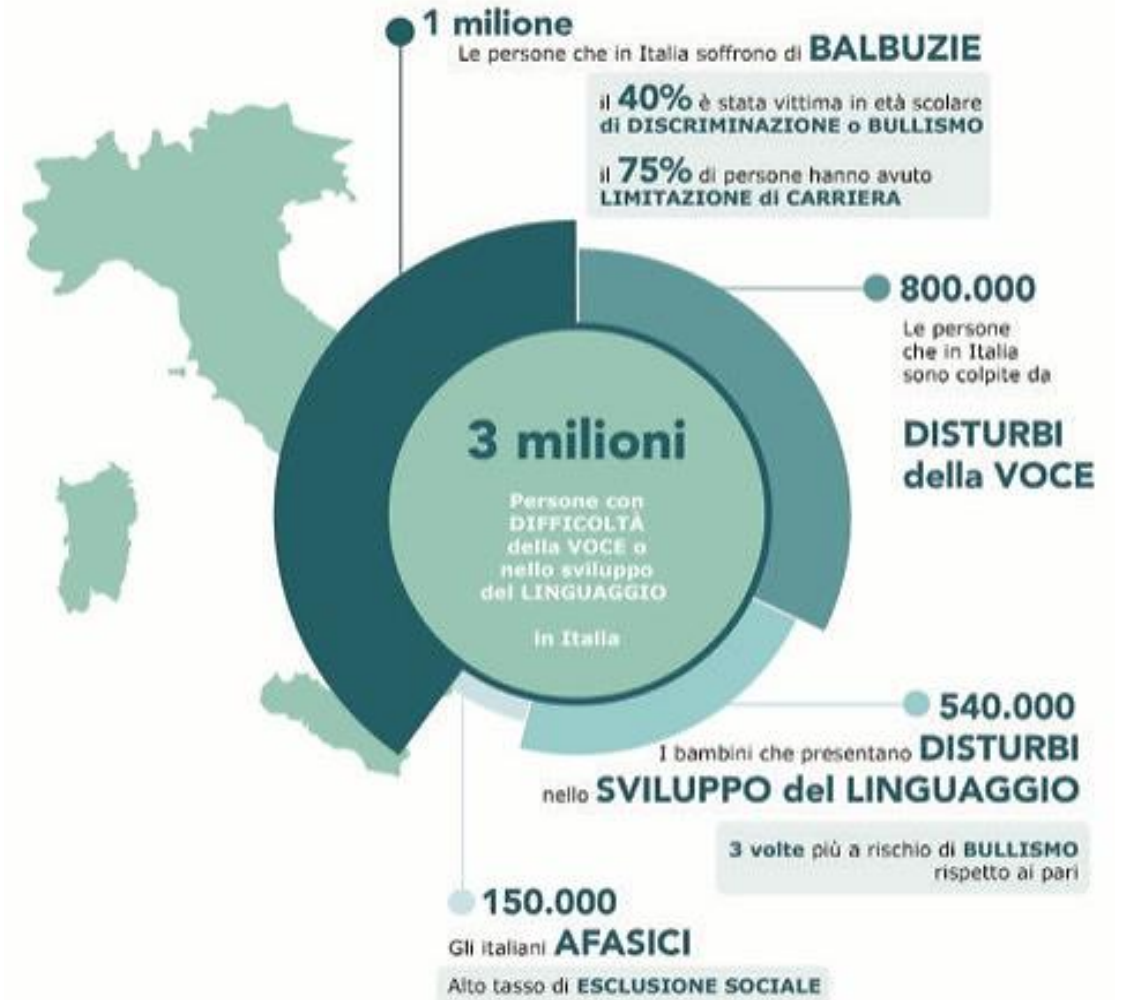 1 milione
Le persone che in Italia soffrono di BALBUZIE
il 40% è stata vittima in età scolare
di DISCRIMINAZIONE o BULLISMO
il 75% di persone hanno avuto
LIMITAZIONE di CARRIERA
800.000
Le persone
che in Italia
sono colpite da
DISTURBI
della VOCE
3 milioni
Persone con
DIFFICOLTÀ
della VOCE o
nello sviluppo
del LINGUAGGIO
in Italia
540.000
I bambini che presentano DISTURBI
nello SVILUPPO del LINGUAGGIO
3 volte più a rischio di BULLISMO
rispetto ai pari
150.000
Gli italiani AFASICI
Alto tasso di ESCLUSIONE SOCIALE